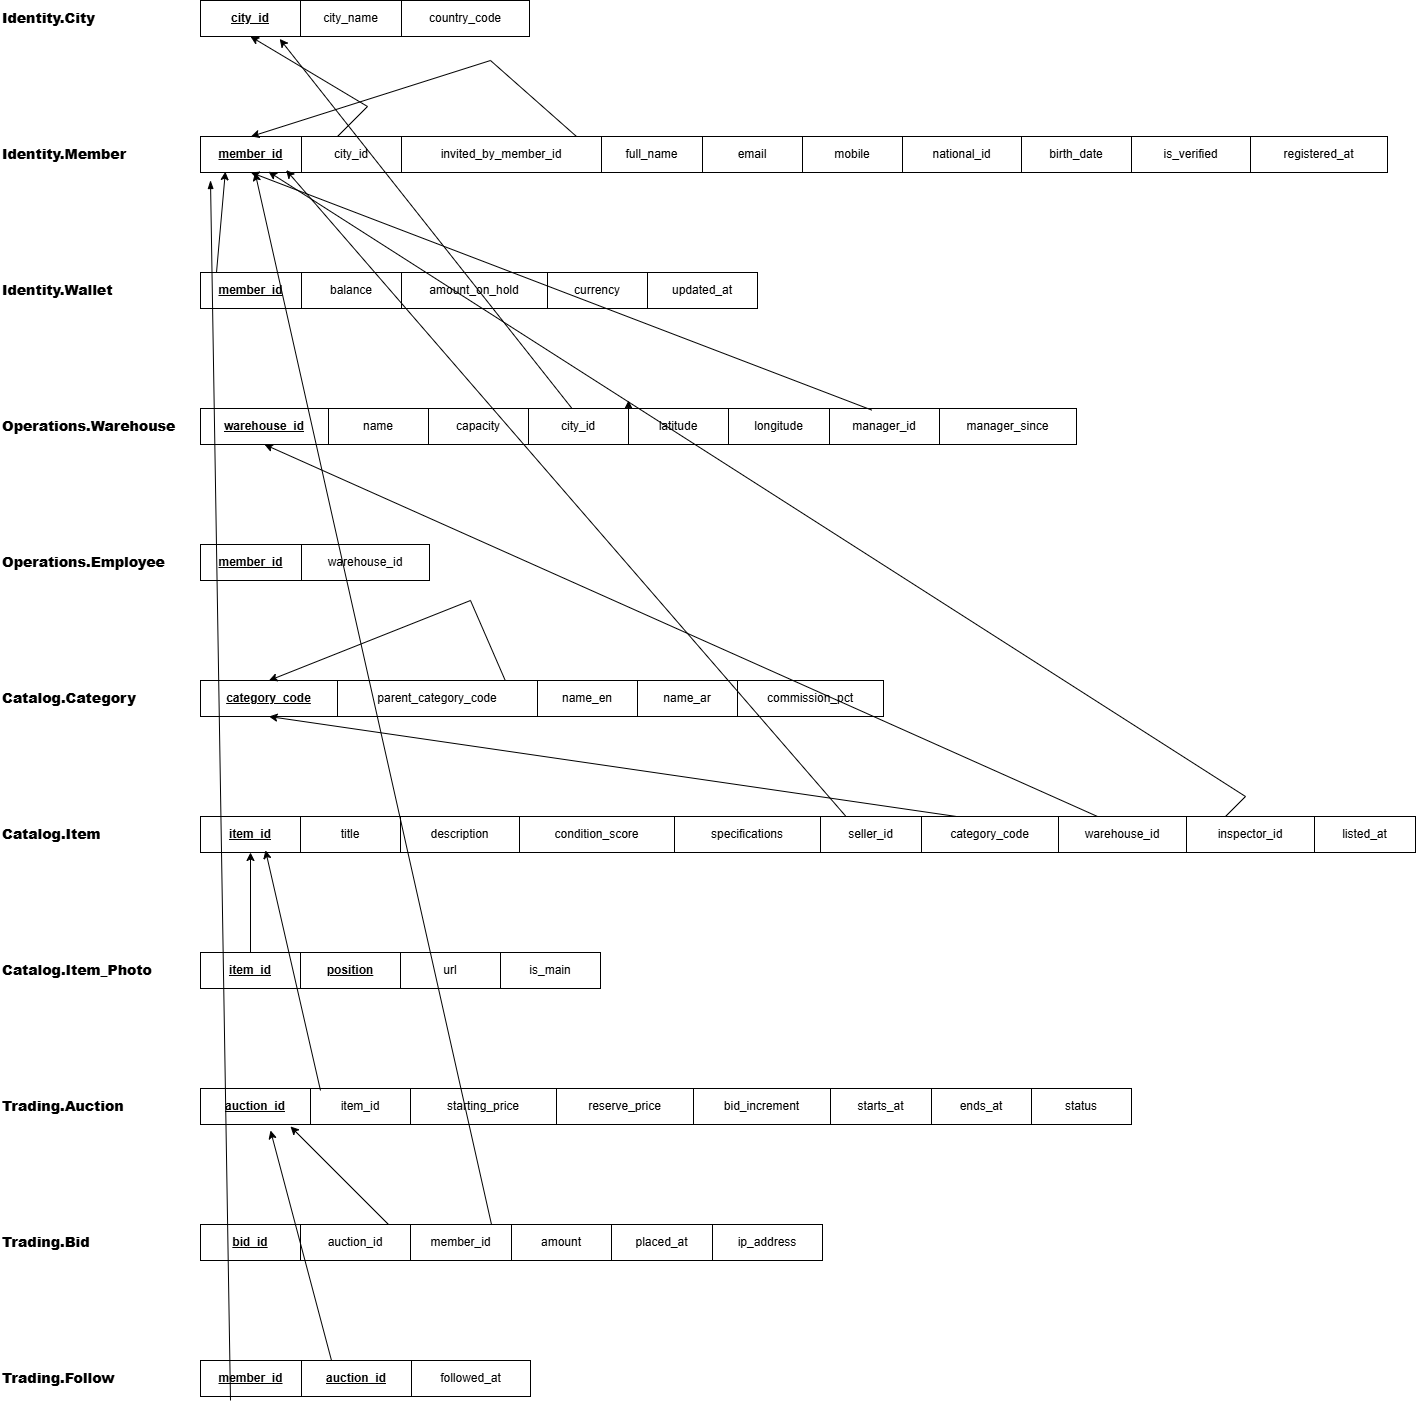 Identity.City city_id city_name country_code
Identity.Member member_id city_id invited_by_member_id full_name email mobile national_id birth_date is_verified registered_at
Identity.Wallet member_id balance amount_on_hold currency updated_at
Operations.Warehouse warehouse_id name capacity city_id latitude longitude manager_id manager_since
Operations.Employee member_id warehouse_id
Catalog.Category category_code parent_category_code name_en name_ar commission_pct
Catalog.Item item_id title description condition_score specifications seller_id category_code warehouse_id inspector_id listed_at
Catalog.Item_Photo item_id position url is_main
Trading.Auction auction_id item_id starting_price reserve_price bid_increment starts_at ends_at status
Trading.Bid bid_id auction_id member_id amount placed_at ip_address
Trading.Follow member_id auction_id followed_at